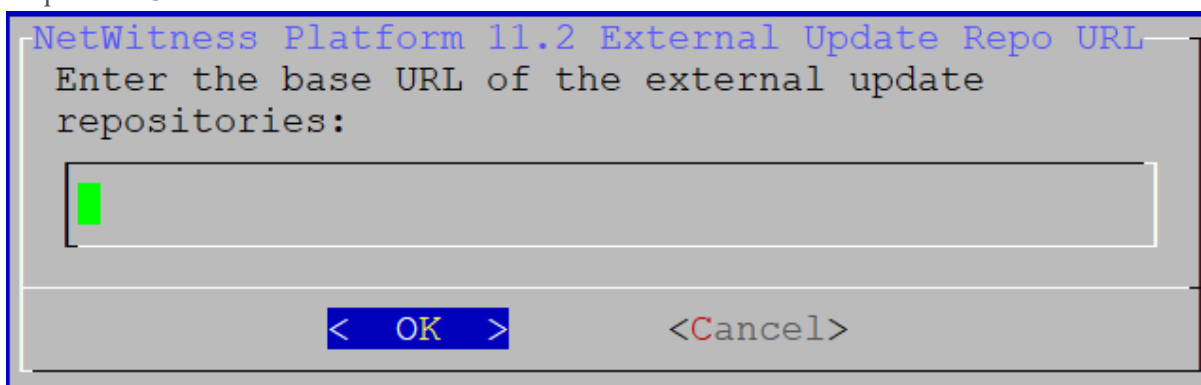 NetWitness Platform 11.2 External Update Repo URL
Enter the base URL of the external update
repositories:
< OK > <Cancel>